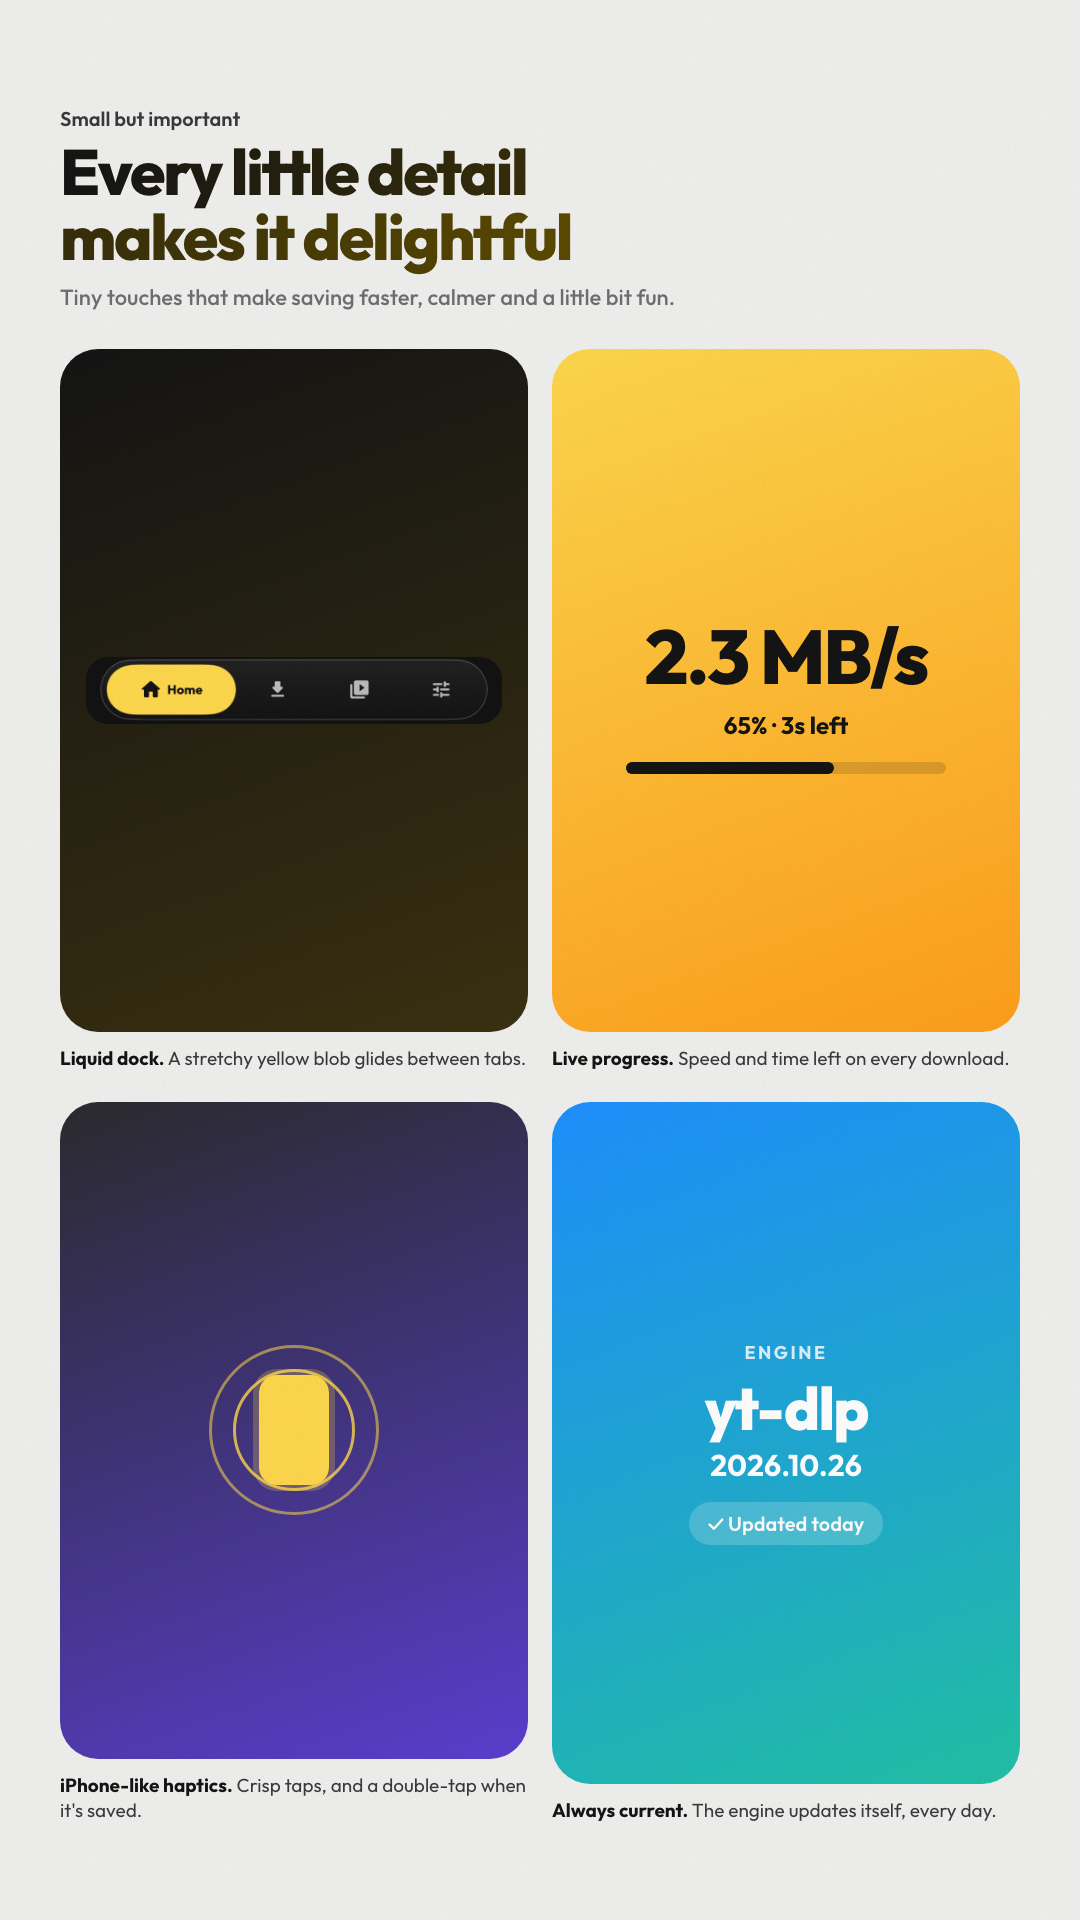 Small but important
Every little detail
makes it delightful
Tiny touches that make saving faster, calmer and a little bit fun.
Home
Liquid dock. A stretchy yellow blob glides between tabs.
2.3 MB/s
65% · 3s left
Live progress. Speed and time left on every download.
iPhone-like haptics. Crisp taps, and a double-tap when
it's saved.
ENGINE
yt-dlp
2026.10.26
✓ Updated today
Always current. The engine updates itself, every day.